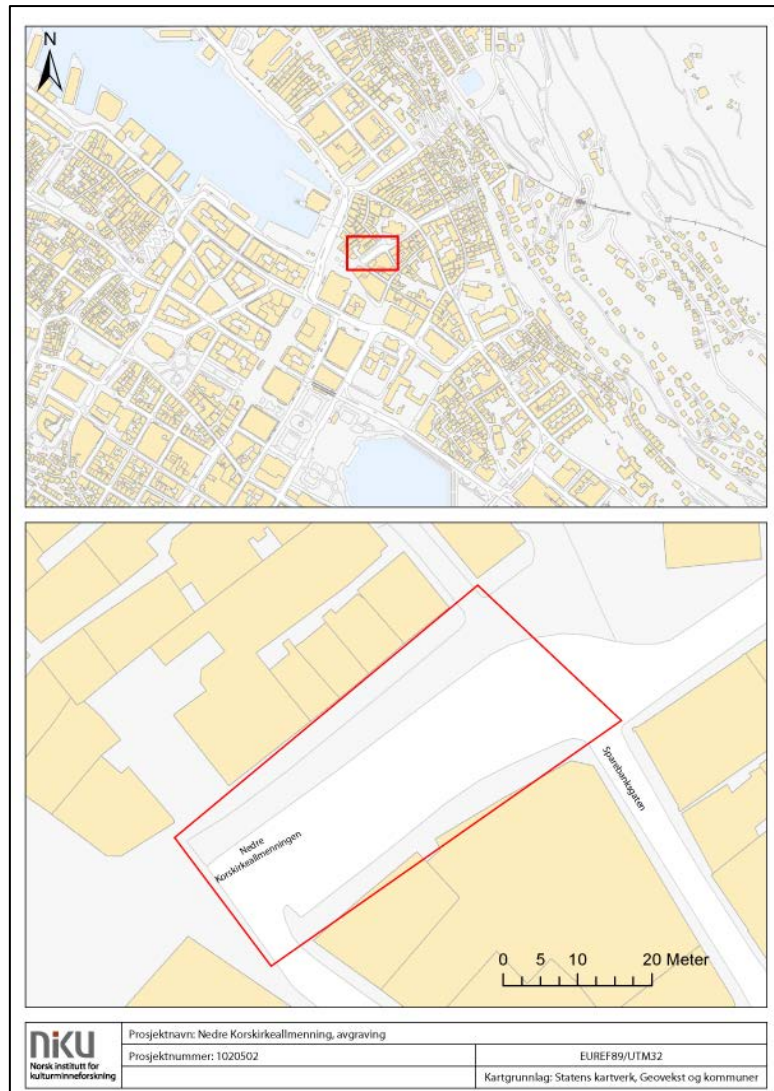 N
Nedre
Korskirkeallmenningen
Sparebanksgaten
0 5 10 20 Meter
niku
Norsk institutt for
kulturminneforskning
Prosjektnavn: Nedre Korskirkeallmenning, avgraving
Prosjektnummer: 1020502
EUREF89/UTM32
Kartgrunnlag: Statens kartverk, Geovekst og kommuner